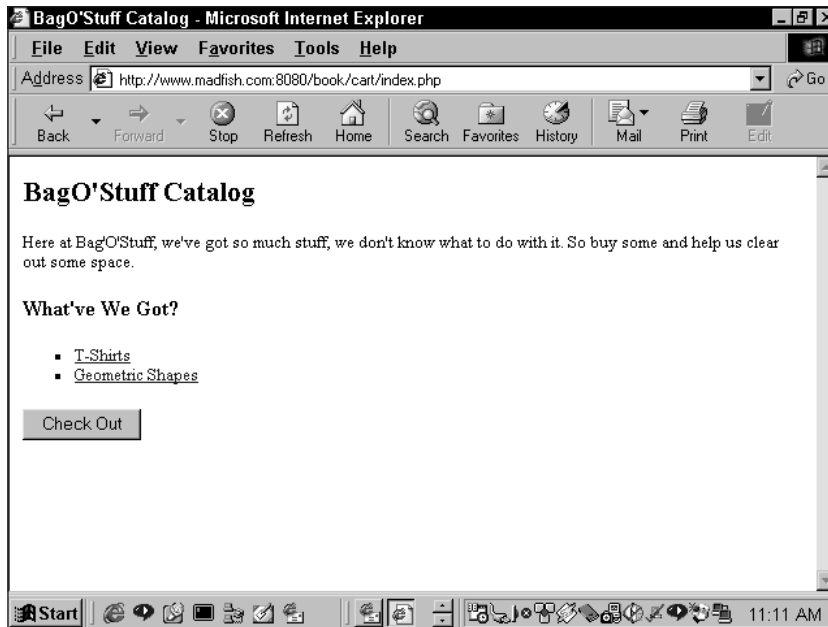 BagO'Stuff Catalog - Microsoft Internet Explorer
File Edit View Favorites Tools Help
Address http://www.madfish.com:8080/book/cart/index.php Go
Back Forward Stop Refresh Home Search Favorites History Mail Print Edit
BagO'Stuff Catalog
Here at Bag'O'Stuff, we've got so much stuff, we don't know what to do with it. So buy some and help us clear
out some space.
What've We Got?
T-Shirts
Geometric Shapes
Check Out
Start 11:11 AM